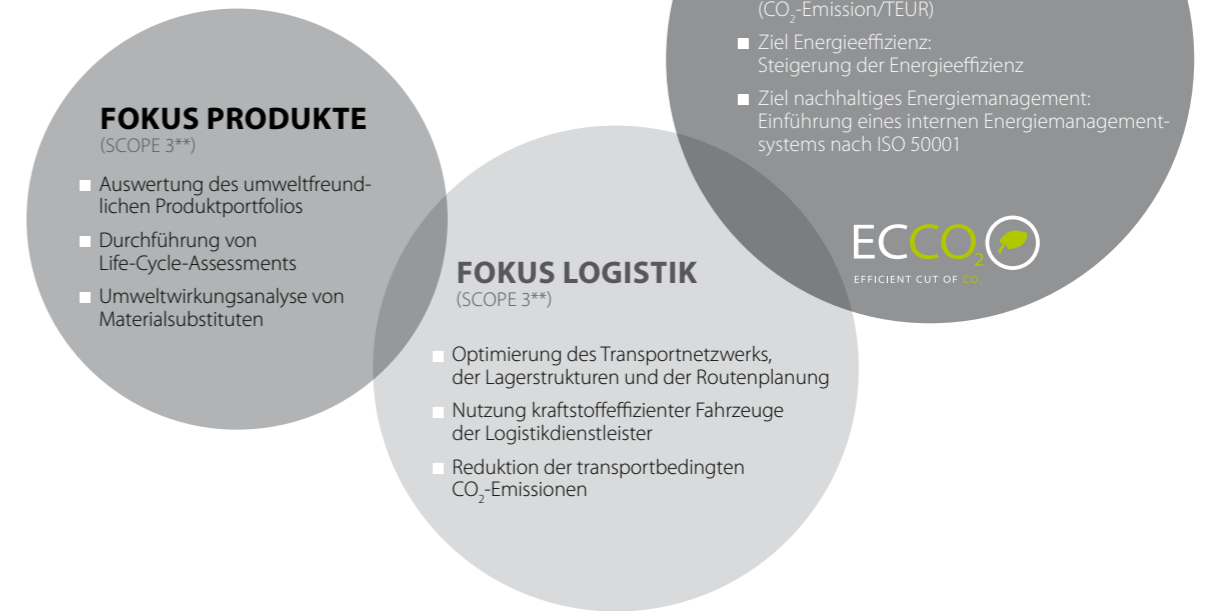 (CO2-Emission/TEUR)
Ziel Energieeffizienz:
Steigerung der Energieeffizienz
Ziel nachhaltiges Energiemanagement:
Einführung eines internen Energiemanagement-
systems nach ISO 50001
ECCO2
EFFICIENT CUT OF CO2
FOKUS PRODUKTE
(SCOPE 3**)
Auswertung des umweltfreund-
lichen Produktportfolios
Durchführung von
Life-Cycle-Assessments
Umweltwirkungsanalyse von
Materialsubstituten
FOKUS LOGISTIK
(SCOPE 3**)
Optimierung des Transportnetzwerks,
der Lagerstrukturen und der Routenplanung
Nutzung kraftstoffeffizienter Fahrzeuge
der Logistikdienstleister
Reduktion der transportbedingten
CO2-Emissionen